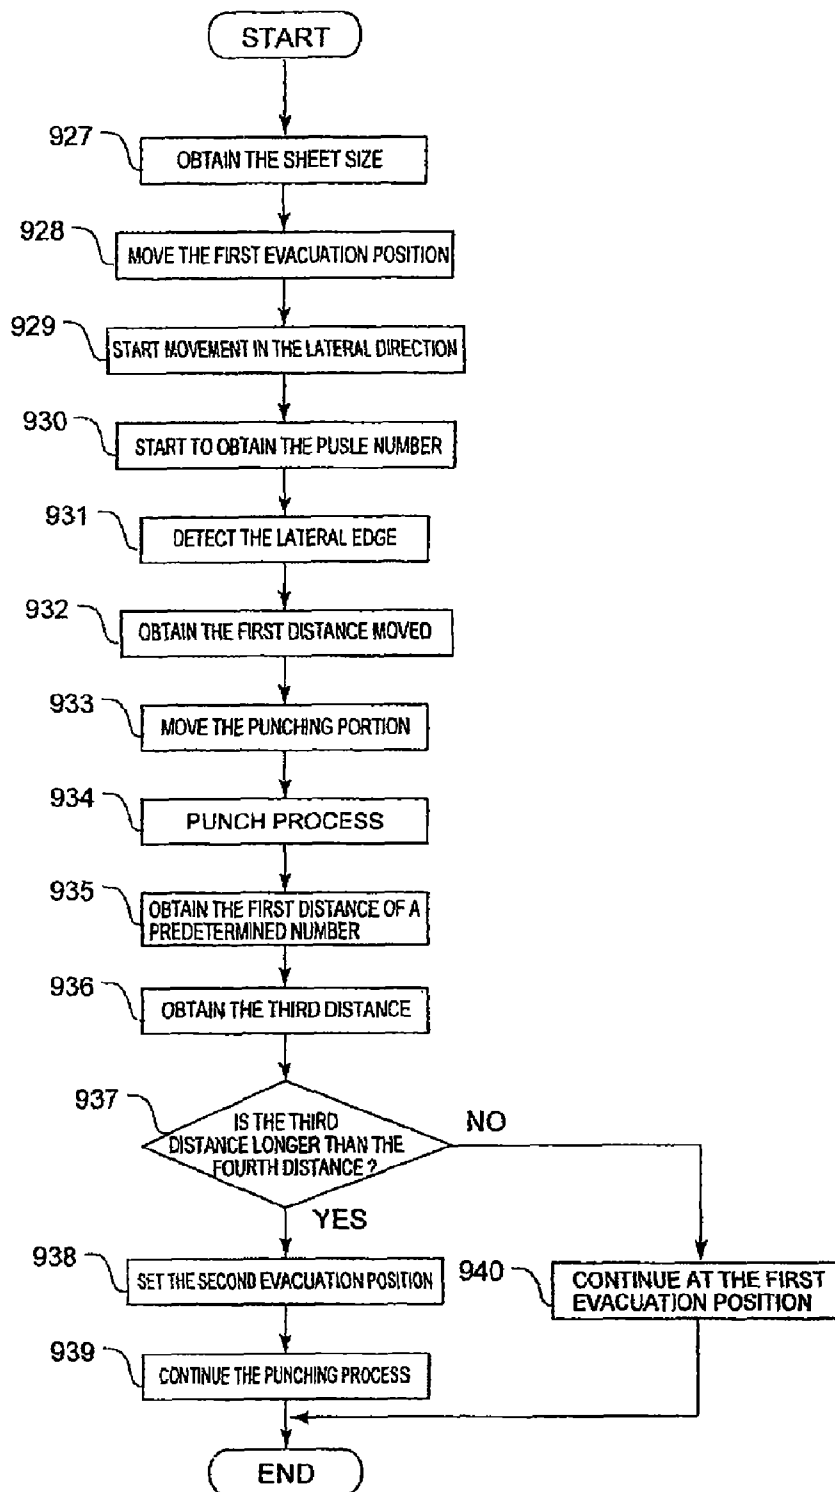 START
927
OBTAIN THE SHEET SIZE
928
MOVE THE FIRST EVACUATION POSITION
929
START MOVEMENT IN THE LATERAL DIRECTION
930
START TO OBTAIN THE PUSLE NUMBER
931
DETECT THE LATERAL EDGE
932
OBTAIN THE FIRST DISTANCE MOVED
933
MOVE THE PUNCHING PORTION
934
PUNCH PROCESS
935
OBTAIN THE FIRST DISTANCE OF A
PREDETERMINED NUMBER
936
OBTAIN THE THIRD DISTANCE
937
IS THE THIRD
DISTANCE LONGER THAN THE
FOURTH DISTANCE ?
NO
YES
938
SET THE SECOND EVACUATION POSITION
940
CONTINUE AT THE FIRST
EVACUATION POSITION
939
CONTINUE THE PUNCHING PROCESS
END